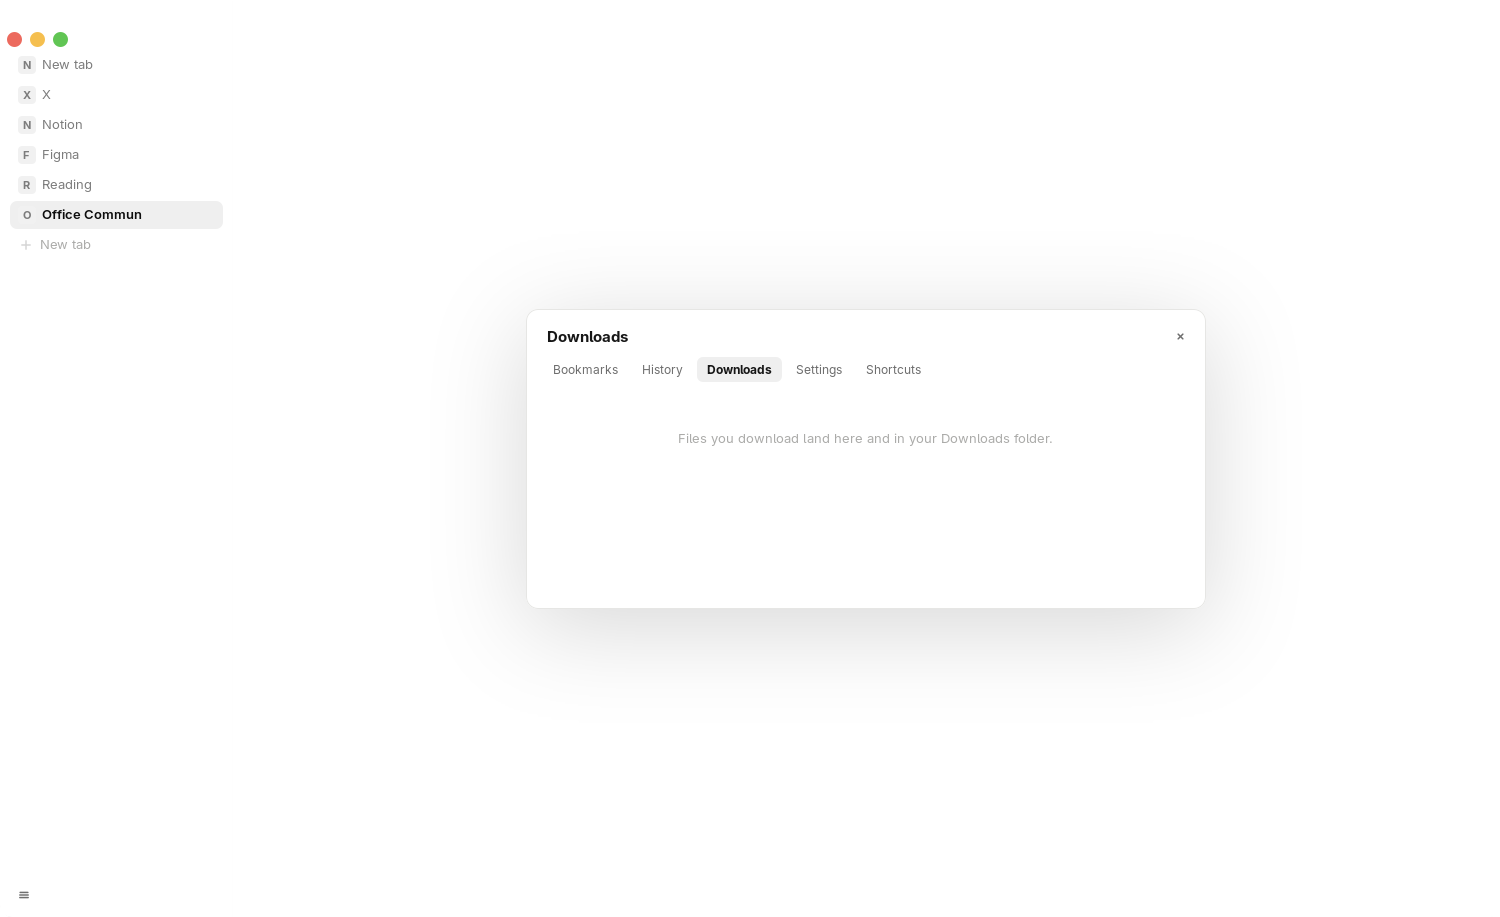 N New tab
X X
N Notion
F Figma
R Reading
O Office Commun
+ New tab
Downloads ×
Bookmarks History Downloads Settings Shortcuts
Files you download land here and in your Downloads folder.